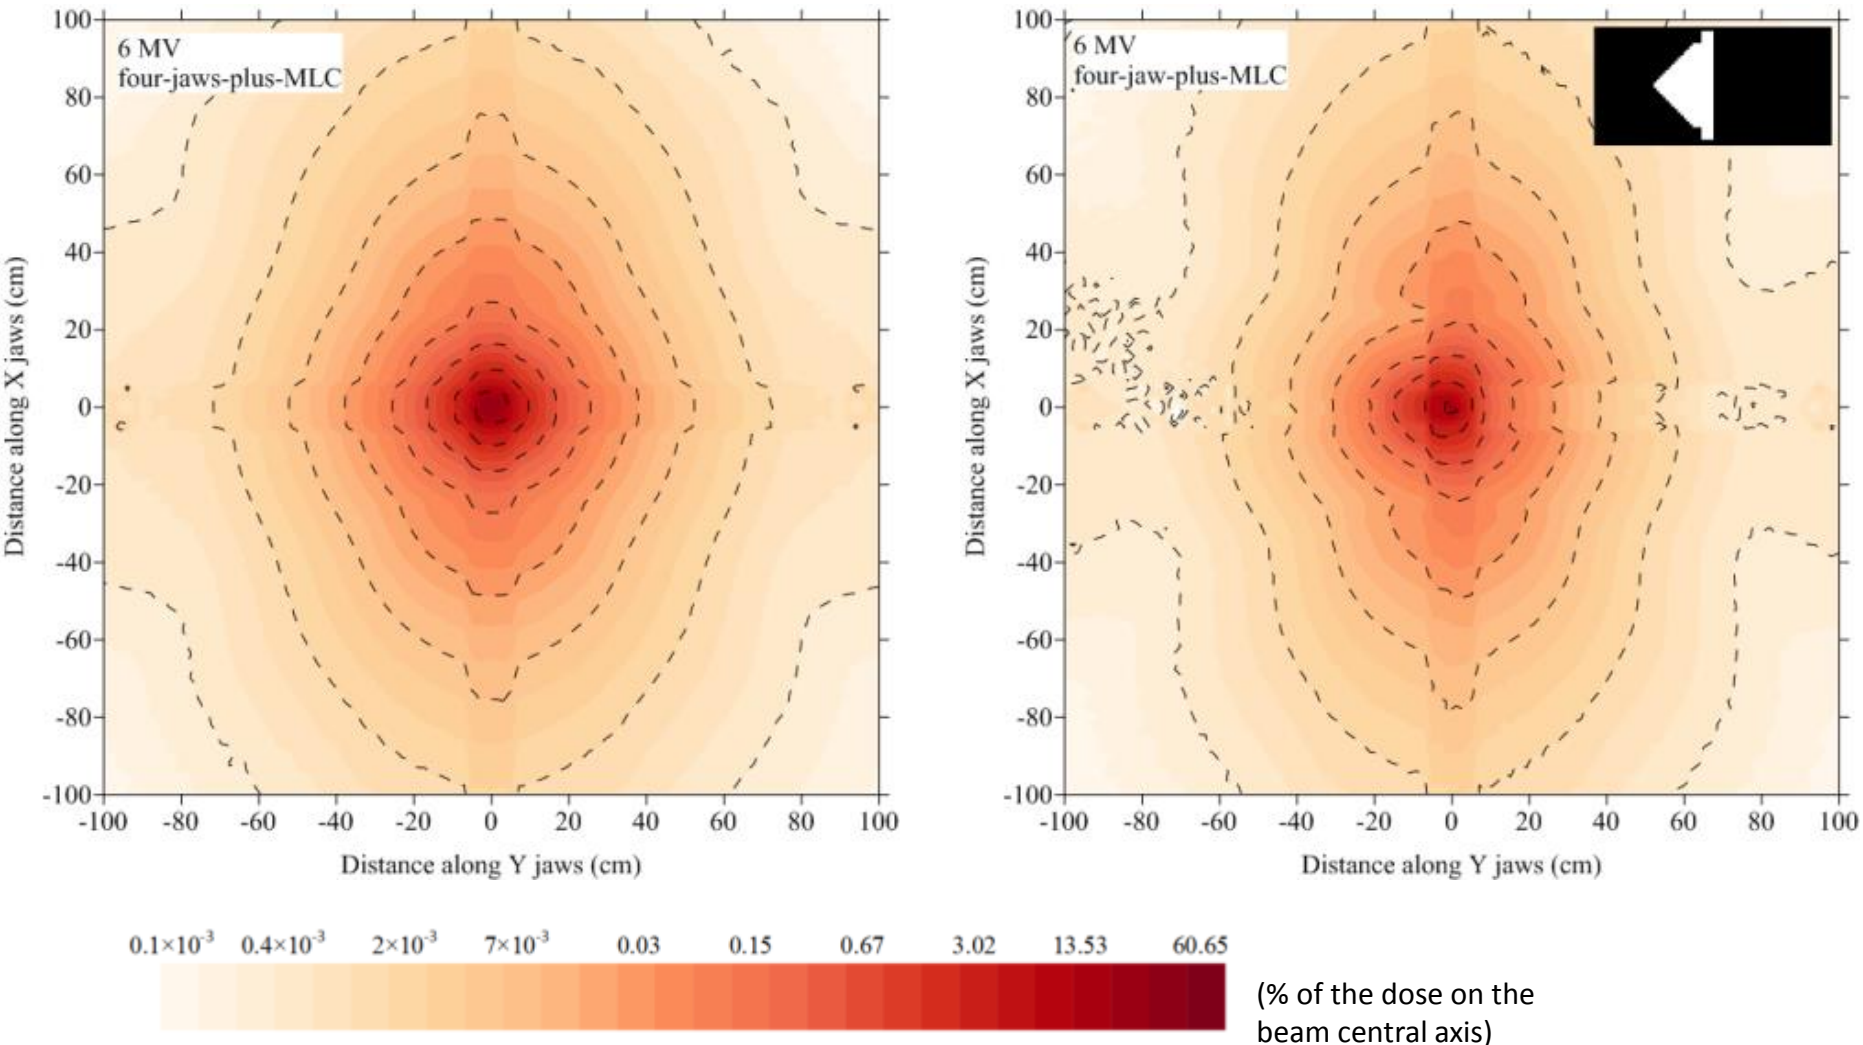 6 MV
four-jaws-plus-MLC
100
80
60
40
20
0
-20
-40
-60
-80
-100
Distance along X jaws (cm)
-100 -80 -60 -40 -20 0 20 40 60 80 100
Distance along Y jaws (cm)
6 MV
four-jaw-plus-MLC
100
80
60
40
20
0
-20
-40
-60
-80
-100
Distance along X jaws (cm)
-100 -80 -60 -40 -20 0 20 40 60 80 100
Distance along Y jaws (cm)
0.1×10⁻³ 0.4×10⁻³ 2×10⁻³ 7×10⁻³ 0.03 0.15 0.67 3.02 13.53 60.65
(% of the dose on the
beam central axis)